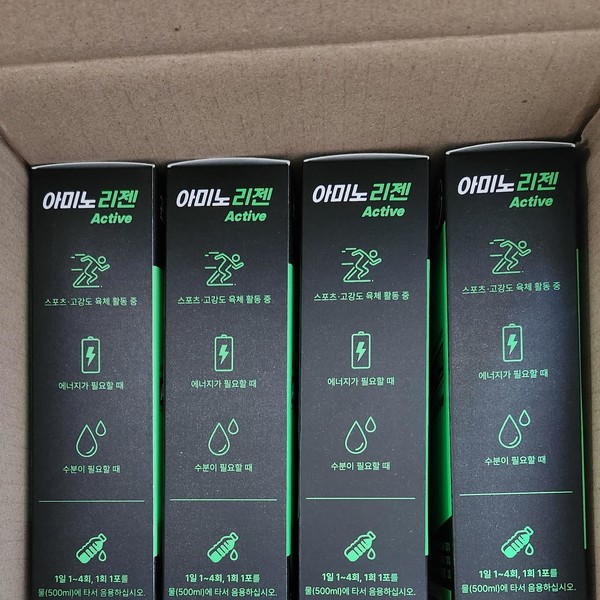 아미노리젠
Active
스포츠·고강도 육체 활동 중
에너지가 필요할 때
수분이 필요할 때
1일 1~4회, 1회 1포를
물(500ml)에 타서 음용하십시오.
아미노리젠
Active
스포츠·고강도 육체 활동 중
에너지가 필요할 때
수분이 필요할 때
1일 1~4회, 1회 1포를
물(500ml)에 타서 음용하십시오.
아미노리젠
Active
스포츠·고강도 육체 활동 중
에너지가 필요할 때
수분이 필요할 때
1일 1~4회, 1회 1포를
물(500ml)에 타서 음용하십시오.
아미노리젠
Active
스포츠·고강도 육체 활동 중
에너지가 필요할 때
수분이 필요할 때
1일 1~4회, 1회 1포를
물(500ml)에 타서 음용하십시오.